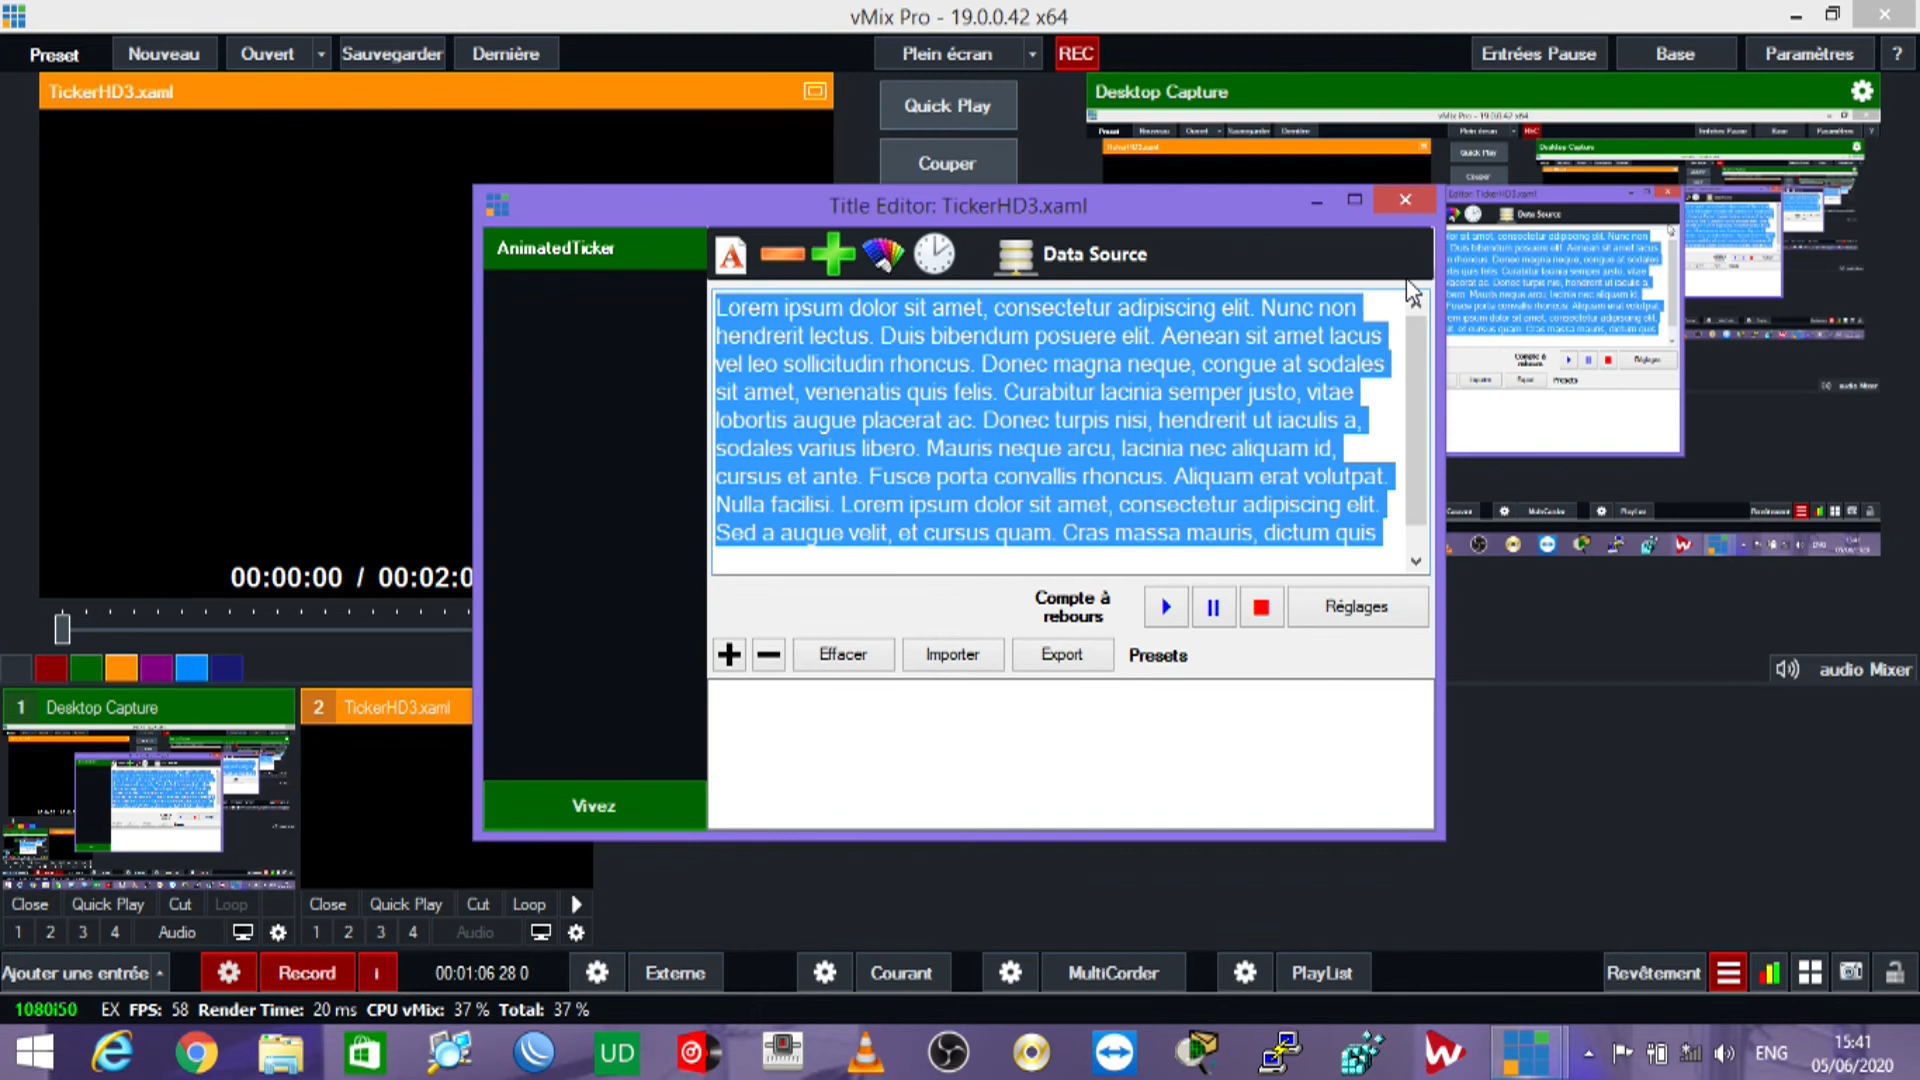 vMix Pro - 19.0.0.42 x64
Preset
Nouveau
Ouvert
Sauvegarder
Dernière
Plein écran
REC
Entrées Pause
Base
Paramètres
?
TickerHD3.xaml
Quick Play
Couper
Desktop Capture
Title Editor: TickerHD3.xaml
AnimatedTicker
Data Source
Lorem ipsum dolor sit amet, consectetur adipiscing elit. Nunc non
hendrerit lectus. Duis bibendum posuere elit. Aenean sit amet lacus
vel leo sollicitudin rhoncus. Donec magna neque, congue at sodales
sit amet, venenatis quis felis. Curabitur lacinia semper justo, vitae
lobortis augue placerat ac. Donec turpis nisi, hendrerit ut iaculis a,
sodales varius libero. Mauris neque arcu, lacinia nec aliquam id,
cursus et ante. Fusce porta convallis rhoncus. Aliquam erat volutpat.
Nulla facilisi. Lorem ipsum dolor sit amet, consectetur adipiscing elit.
Sed a augue velit, et cursus quam. Cras massa mauris, dictum quis
00:00:00 / 00:02:0
Compte à
rebours
Réglages
Effacer
Importer
Export
Presets
audio Mixer
Vivez
1 Desktop Capture
2 TickerHD3.xaml
Close Quick Play Cut Loop
Close Quick Play Cut Loop
1 2 3 4 Audio
1 2 3 4 Audio
Ajouter une entrée
Record
i
00:01:06 28 0
Externe
Courant
MultiCorder
PlayList
Revêtement
1080i50 EX FPS: 58 Render Time: 20 ms CPU vMix: 37 % Total: 37 %
UD
ENG
15:41
05/06/2020